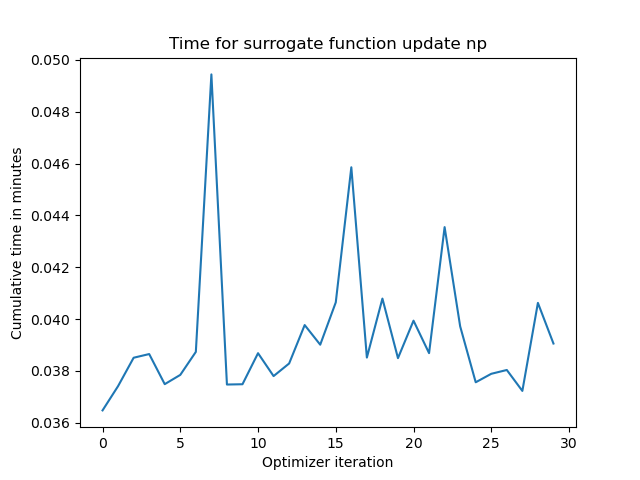 Time for surrogate function update np
0.050
0.048
0.046
0.044
0.042
0.040
0.038
0.036
Cumulative time in minutes
0 5 10 15 20 25 30
Optimizer iteration